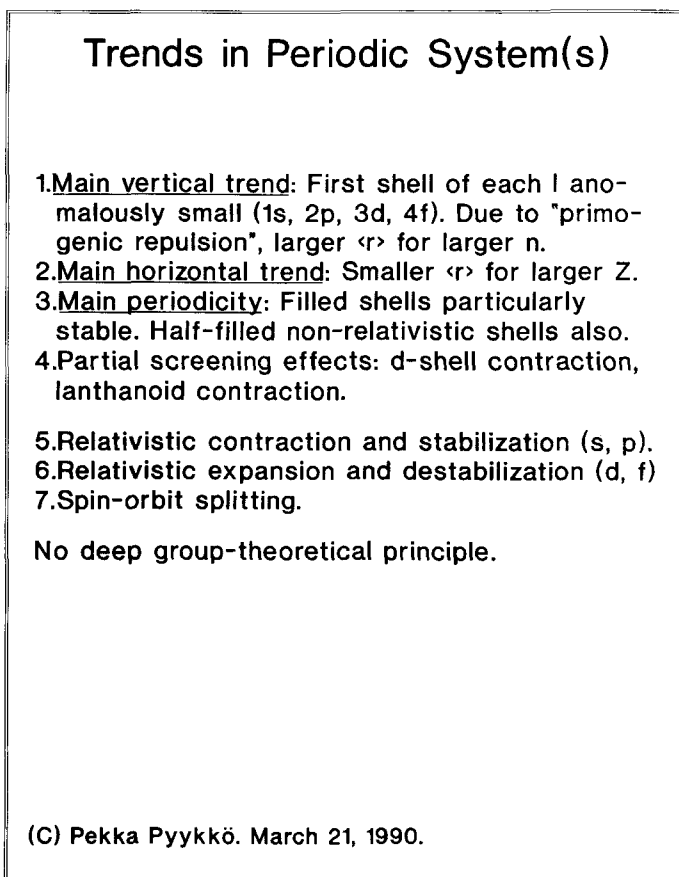 Trends in Periodic System(s)
1.Main vertical trend: First shell of each l ano-
malously small (1s, 2p, 3d, 4f). Due to "primo-
genic repulsion", larger <r> for larger n.
2.Main horizontal trend: Smaller <r> for larger Z.
3.Main periodicity: Filled shells particularly
stable. Half-filled non-relativistic shells also.
4.Partial screening effects: d-shell contraction,
lanthanoid contraction.
5.Relativistic contraction and stabilization (s, p).
6.Relativistic expansion and destabilization (d, f)
7.Spin-orbit splitting.
No deep group-theoretical principle.
(C) Pekka Pyykkö. March 21, 1990.